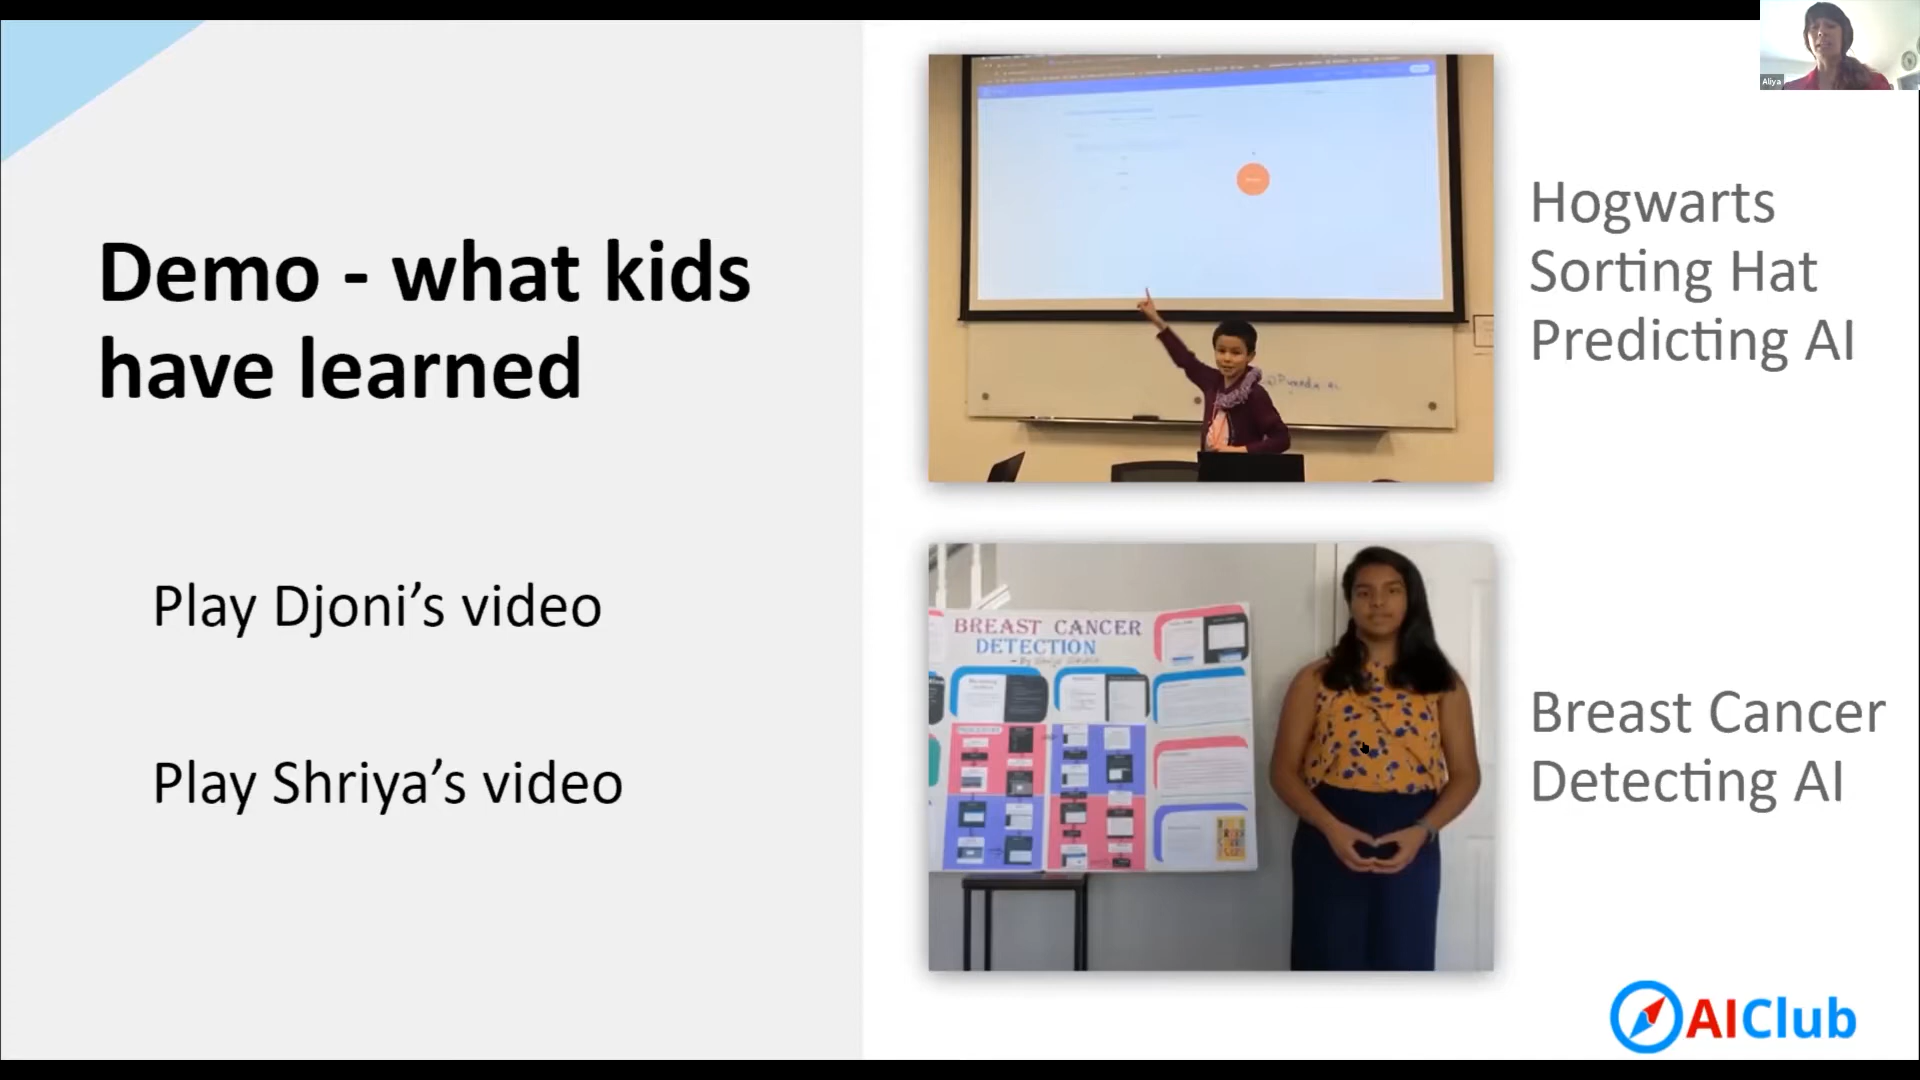 Aliya
Demo - what kids
have learned
Play Djoni's video
Play Shriya's video
Hogwarts
Sorting Hat
Predicting AI
BREAST CANCER
DETECTION
Breast Cancer
Detecting AI
AIClub